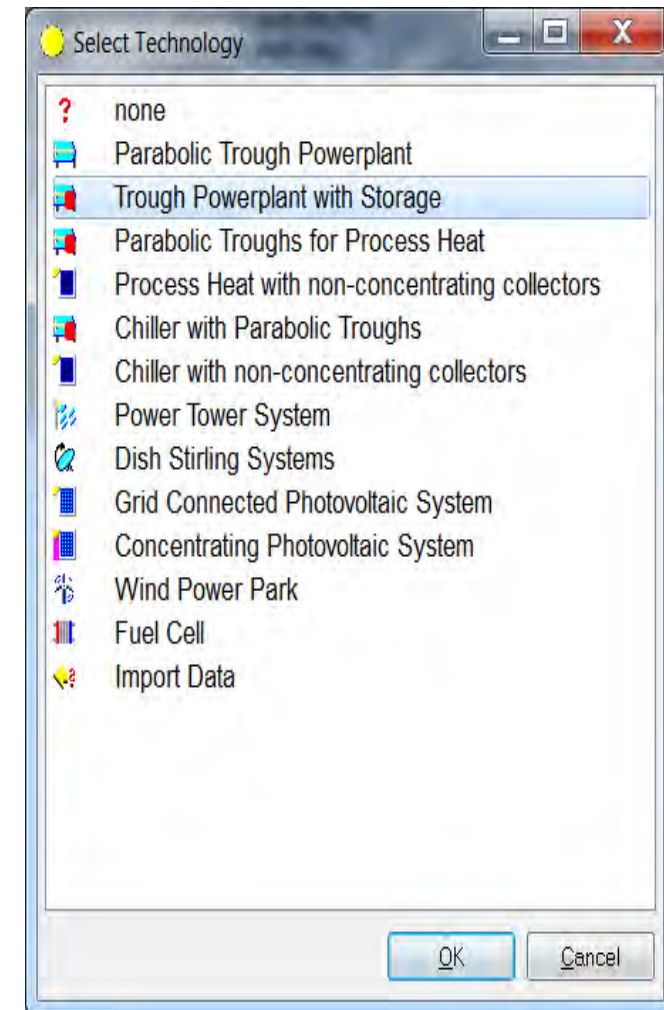 Select Technology
X
? none
Parabolic Trough Powerplant
Trough Powerplant with Storage
Parabolic Troughs for Process Heat
Process Heat with non-concentrating collectors
Chiller with Parabolic Troughs
Chiller with non-concentrating collectors
Power Tower System
Dish Stirling Systems
Grid Connected Photovoltaic System
Concentrating Photovoltaic System
Wind Power Park
Fuel Cell
? Import Data
OK Cancel